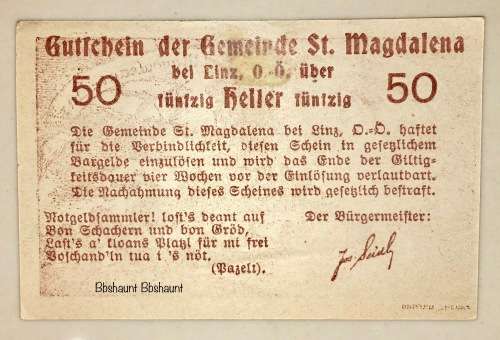 Gutschein der Gemeinde St. Magdalena
bei Linz, O.-Ö. über
50 fünfzig Heller fünfzig 50
Die Gemeinde St. Magdalena bei Linz, O.-Ö. haftet
für die Verbindlichkeit, diesen Schein in gesetzlichem
Bargelde einzulösen und wird das Ende der Giltig-
keitsdauer vier Wochen vor der Einlösung verlautbart.
Die Nachahmung dieses Scheines wird gesetzlich bestraft.
Notgeldsammler! loft's deant auf
Von Schachern und von Gröd,
Laßt's a' kloans Platzl für mi frei
Voschand'ln tua i 's nöt.
(Pazelt).
Der Bürgermeister:
Bbshaunt Bbshaunt